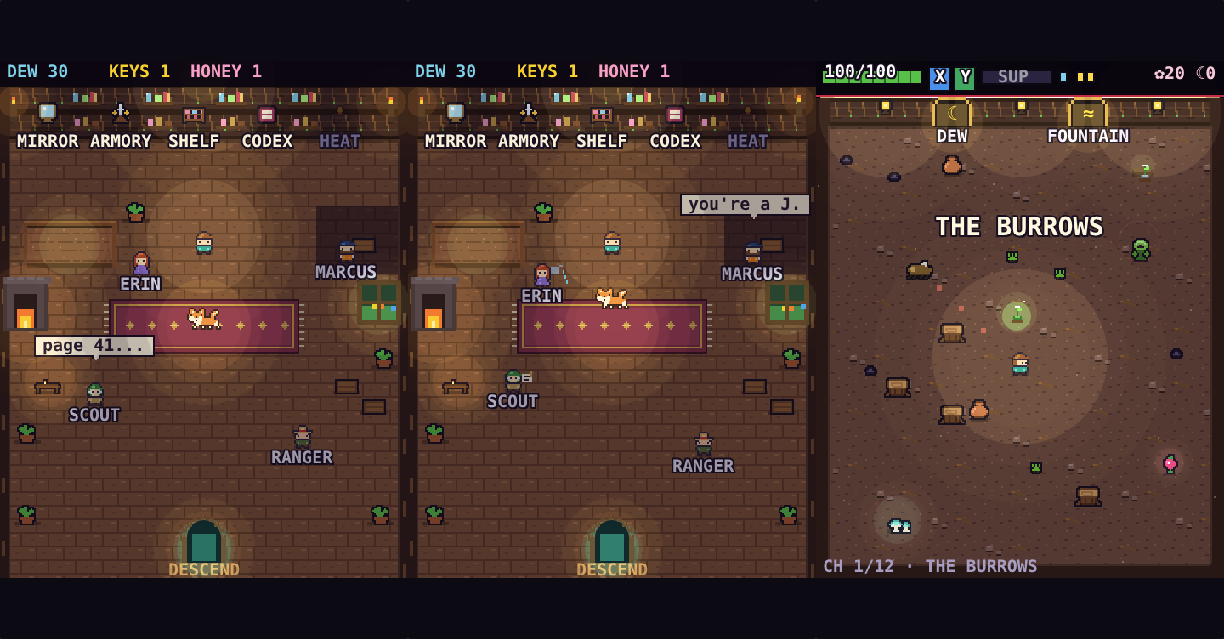 DEW 30 KEYS 1 HONEY 1
MIRROR ARMORY SHELF CODEX HEAT
ERIN
MARCUS
page 41...
SCOUT
RANGER
DESCEND
DEW 30 KEYS 1 HONEY 1
MIRROR ARMORY SHELF CODEX HEAT
you're a J.
MARCUS
ERIN
SCOUT
RANGER
DESCEND
100/100 X Y SUP ✿20 ☾0
DEW FOUNTAIN
THE BURROWS
CH 1/12 · THE BURROWS